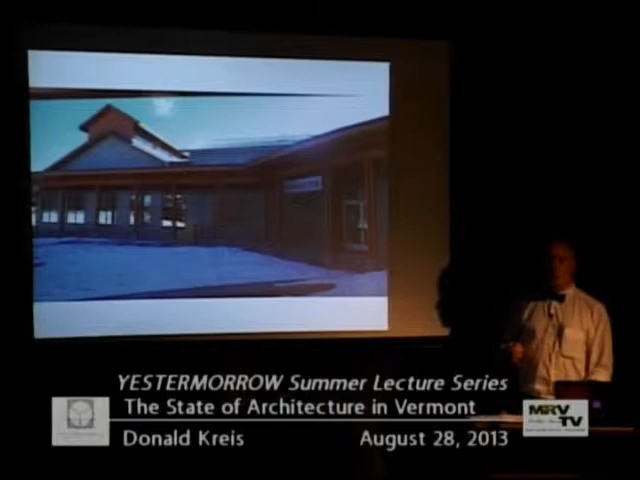 YESTERMORROW Summer Lecture Series
The State of Architecture in Vermont
Donald Kreis August 28, 2013
MRV
TV